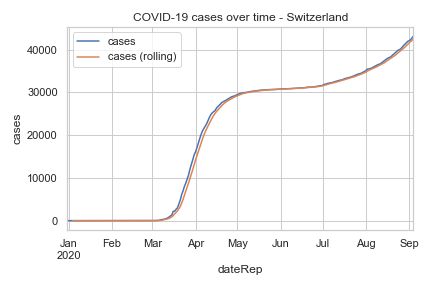 COVID-19 cases over time - Switzerland
cases
cases (rolling)
40000
30000
20000
10000
0
cases
Jan Feb Mar Apr May Jun Jul Aug Sep
2020
dateRep